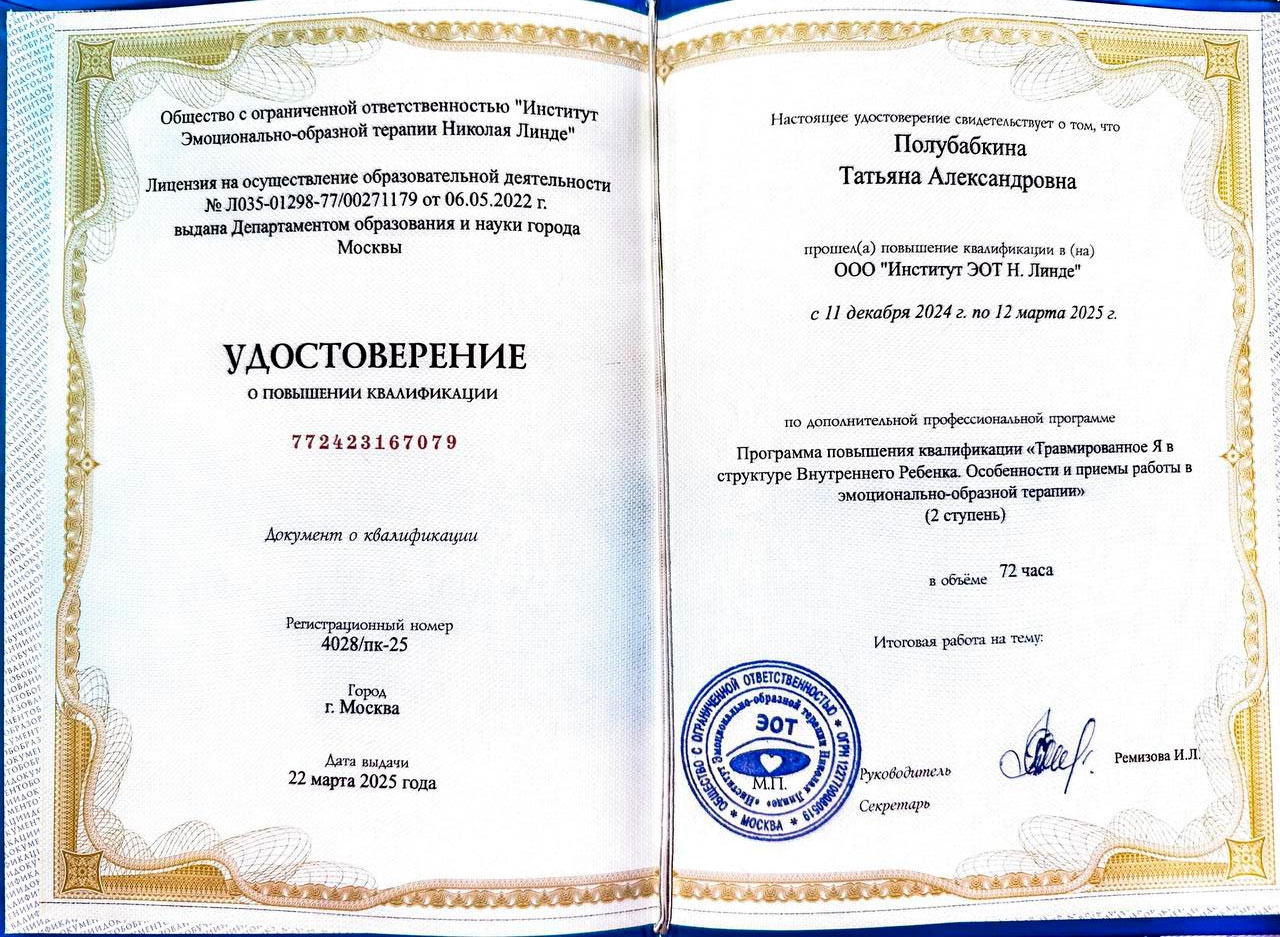 Общество с ограниченной ответственностью "Институт
Эмоционально-образной терапии Николая Линде"
Лицензия на осуществление образовательной деятельности
№ Л035-01298-77/00271179 от 06.05.2022 г.
выдана Департаментом образования и науки города
Москвы
УДОСТОВЕРЕНИЕ
О ПОВЫШЕНИИ КВАЛИФИКАЦИИ
772423167079
Документ о квалификации
Регистрационный номер
4028/пк-25
Город
г. Москва
Дата выдачи
22 марта 2025 года
Настоящее удостоверение свидетельствует о том, что
Полубабкина
Татьяна Александровна
прошел(а) повышение квалификации в (на)
ООО "Институт ЭОТ Н. Линде"
с 11 декабря 2024 г. по 12 марта 2025 г.
по дополнительной профессиональной программе
Программа повышения квалификации «Травмированное Я в
структуре Внутреннего Ребенка. Особенности и приемы работы в
эмоционально-образной терапии»
(2 ступень)
в объёме 72 часа
Итоговая работа на тему:
ОБЩЕСТВО С ОГРАНИЧЕННОЙ ОТВЕТСТВЕННОСТЬЮ * ОГРН 1227700080519 * МОСКВА *
«Институт Эмоционально-образной терапии Николая Линде»
ЭОТ
М.П.
Руководитель
Ремизова И.Л.
Секретарь